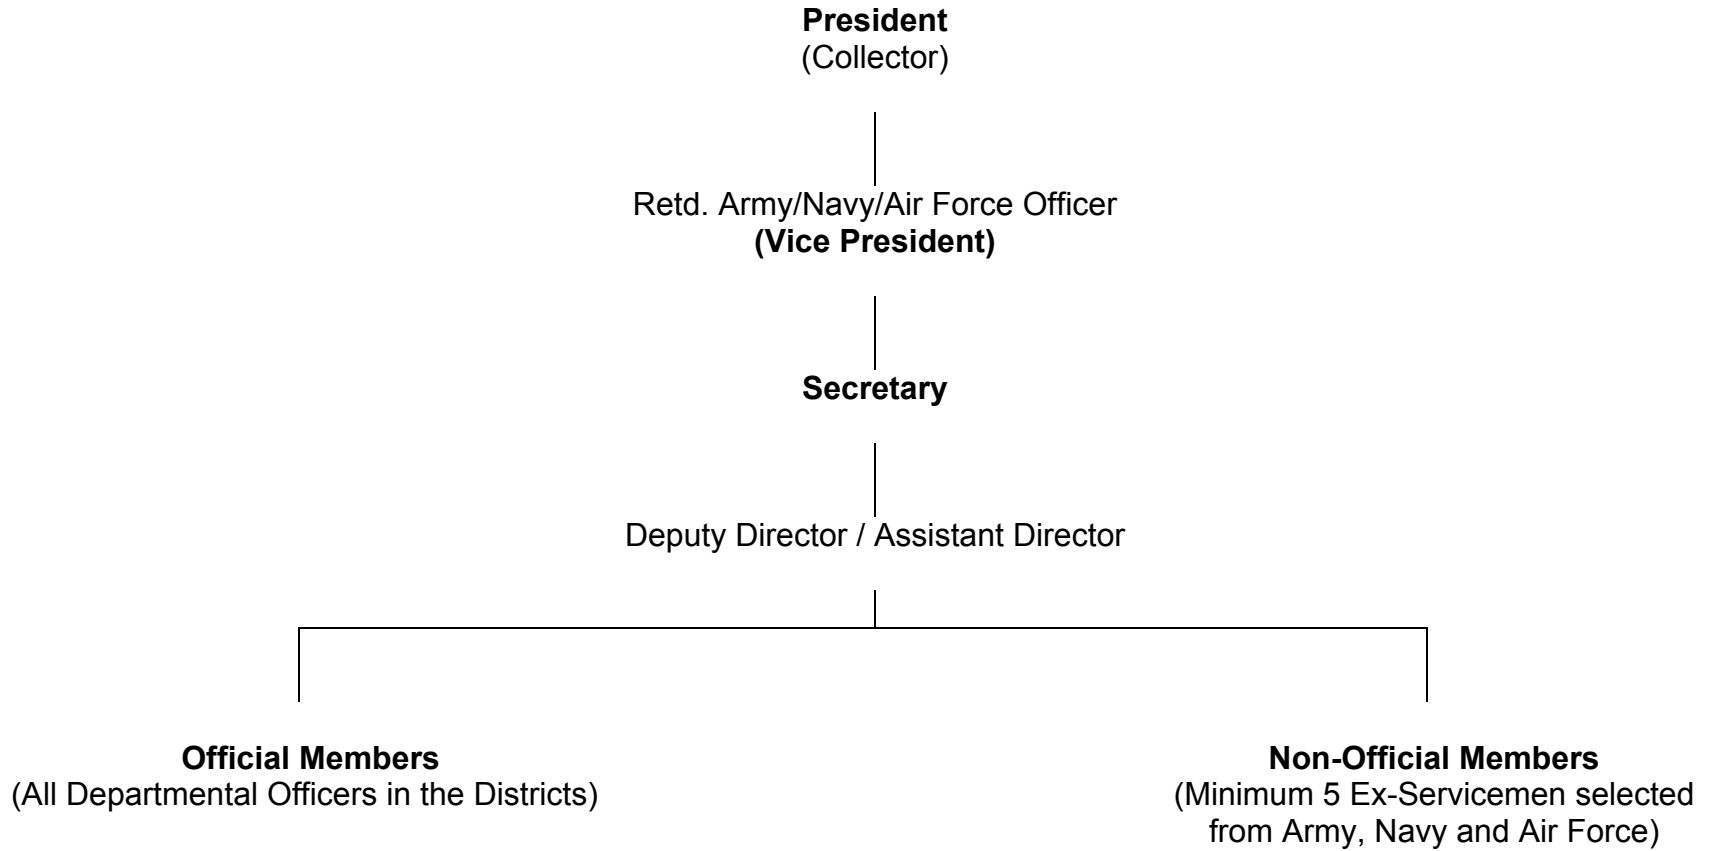 President
(Collector)
Retd. Army/Navy/Air Force Officer
(Vice President)
Secretary
Deputy Director / Assistant Director
Official Members
(All Departmental Officers in the Districts)
Non-Official Members
(Minimum 5 Ex-Servicemen selected
from Army, Navy and Air Force)